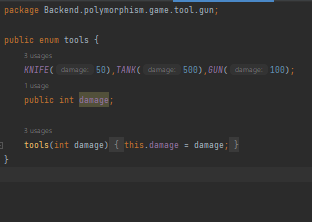 package Backend.polymorphism.game.tool.gun;
public enum tools {
3 usages
KNIFE( damage: 50),TANK( damage: 500),GUN( damage: 100);
1 usage
public int damage;
3 usages
tools(int damage) { this.damage = damage; }
}